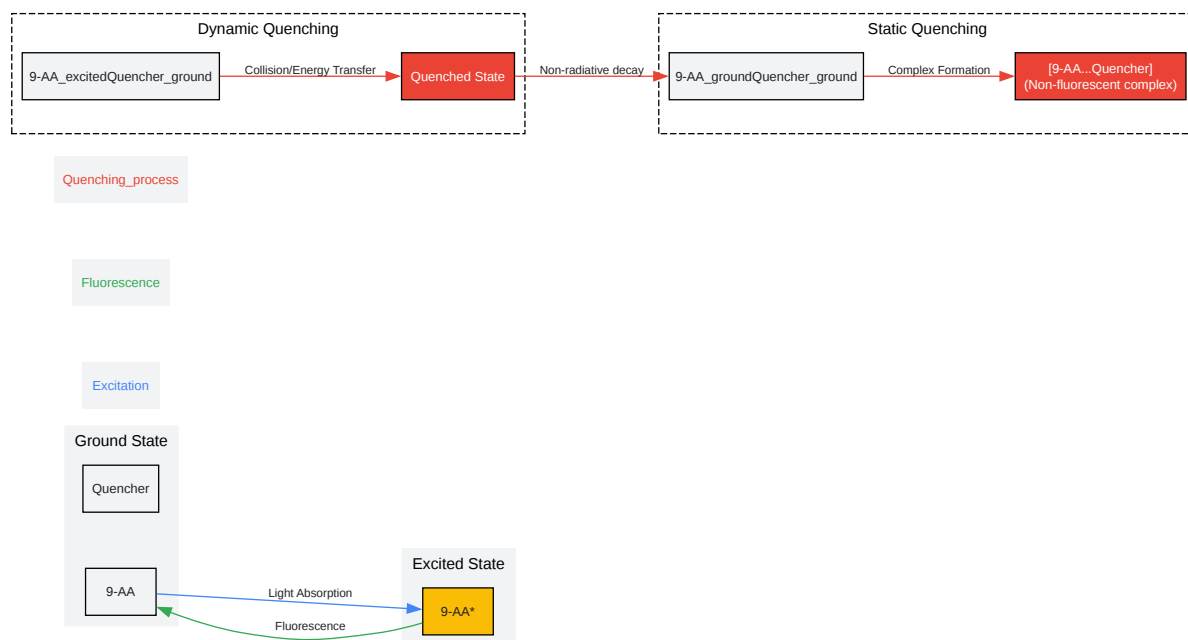 Dynamic Quenching
Static Quenching
9-AA_excitedQuencher_ground
Collision/Energy Transfer
Quenched State
Non-radiative decay
9-AA_groundQuencher_ground
Complex Formation
[9-AA...Quencher]
(Non-fluorescent complex)
Quenching_process
Fluorescence
Excitation
Ground State
Quencher
9-AA
Light Absorption
Fluorescence
Excited State
9-AA*